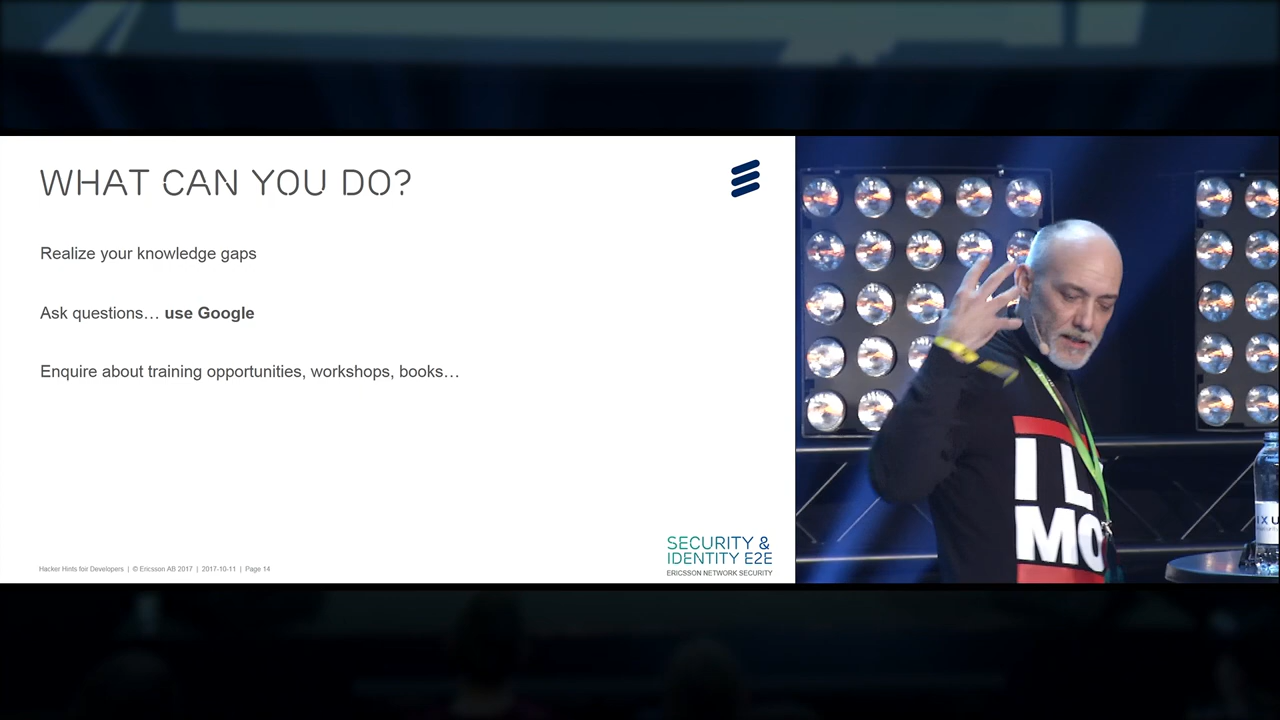 WHAT CAN YOU DO?
Realize your knowledge gaps
Ask questions... use Google
Enquire about training opportunities, workshops, books...
Hacker Hints foir Developers | © Ericsson AB 2017 | 2017-10-11 | Page 14
SECURITY &
IDENTITY E2E
ERICSSON NETWORK SECURITY
I L
MO